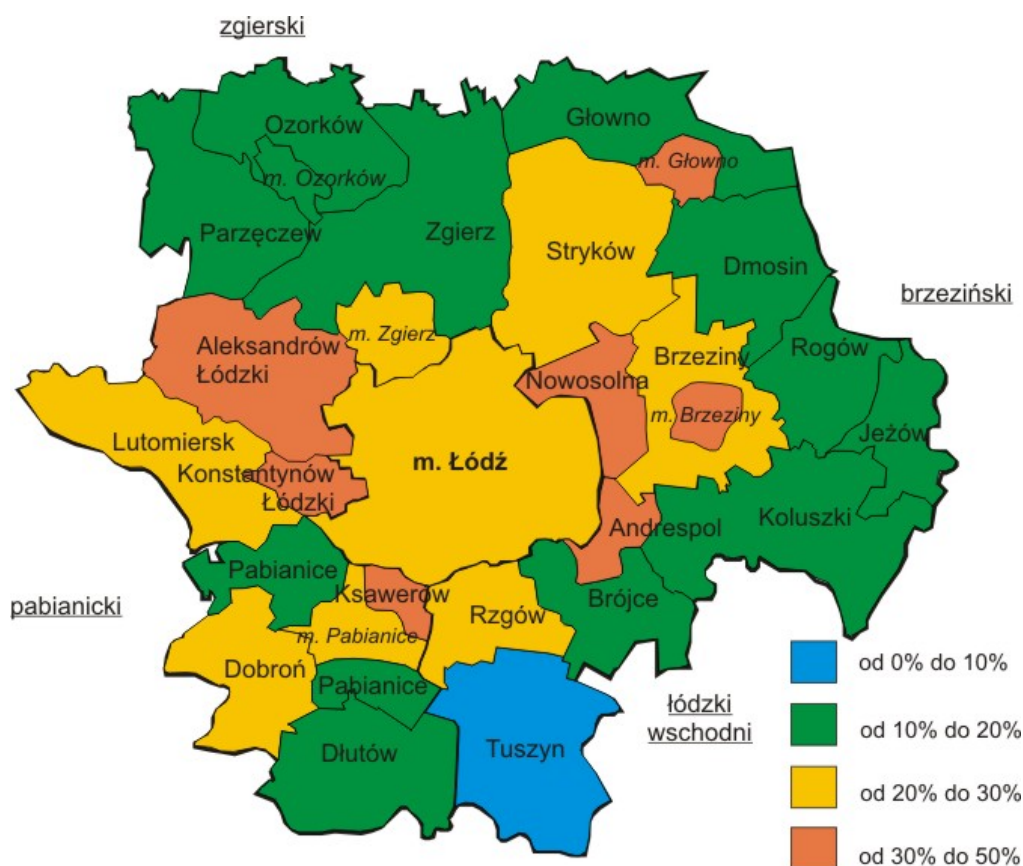 zgierski
Ozorków
Głowno
m. Głowno
m. Ozorków
Parzęczew
Zgierz
Stryków
Dmosin
brzeziński
m. Zgierz
Aleksandrów
Łódzki
Brzeziny
Rogów
Nowosolna
m. Brzeziny
Lutomiersk
Jeżów
m. Łódź
Konstantynów
Łódzki
Koluszki
Andrespol
Pabianice
Ksawerów
Brójce
pabianicki
Rzgów
m. Pabianice
Dobroń
Pabianice
łódzki
wschodni
Dłutów
Tuszyn
od 0% do 10%
od 10% do 20%
od 20% do 30%
od 30% do 50%